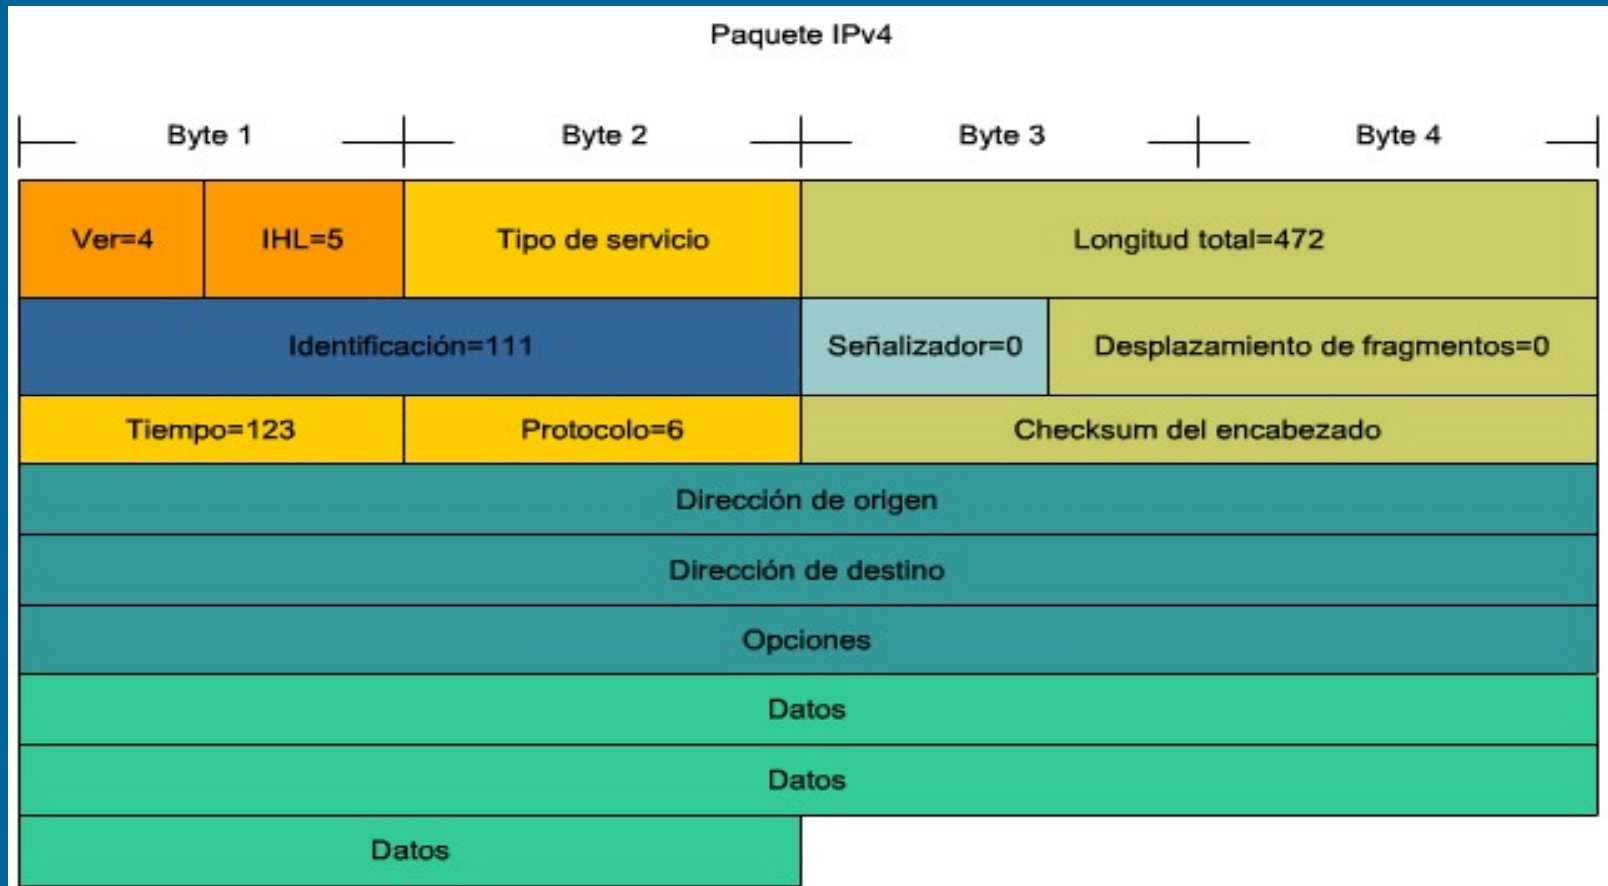 Paquete IPv4
Byte 1 Byte 2 Byte 3 Byte 4
Ver=4 IHL=5 Tipo de servicio Longitud total=472
Identificación=111 Señalizador=0 Desplazamiento de fragmentos=0
Tiempo=123 Protocolo=6 Checksum del encabezado
Dirección de origen
Dirección de destino
Opciones
Datos
Datos
Datos